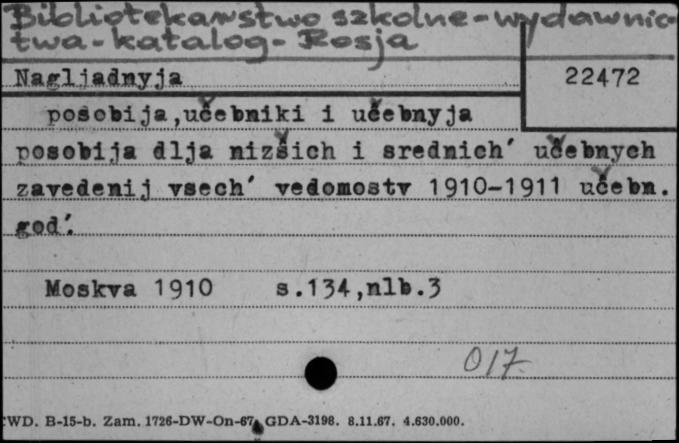 Bibliotekarstwo szkolne-wydawnic-
twa-katalog-Rosja
Nagljadnyja
22472
posobija,učebniki i učebnyja
posobija dlja nizšich i srednich′ učebnych
zavedenij vsech′ vedomostv 1910-1911 učebn.
god′.
Moskva 1910 s.134,nlb.3
017
WD. B-15-b. Zam. 1726-DW-On-67 GDA-3198. 8.11.67. 4.630.000.